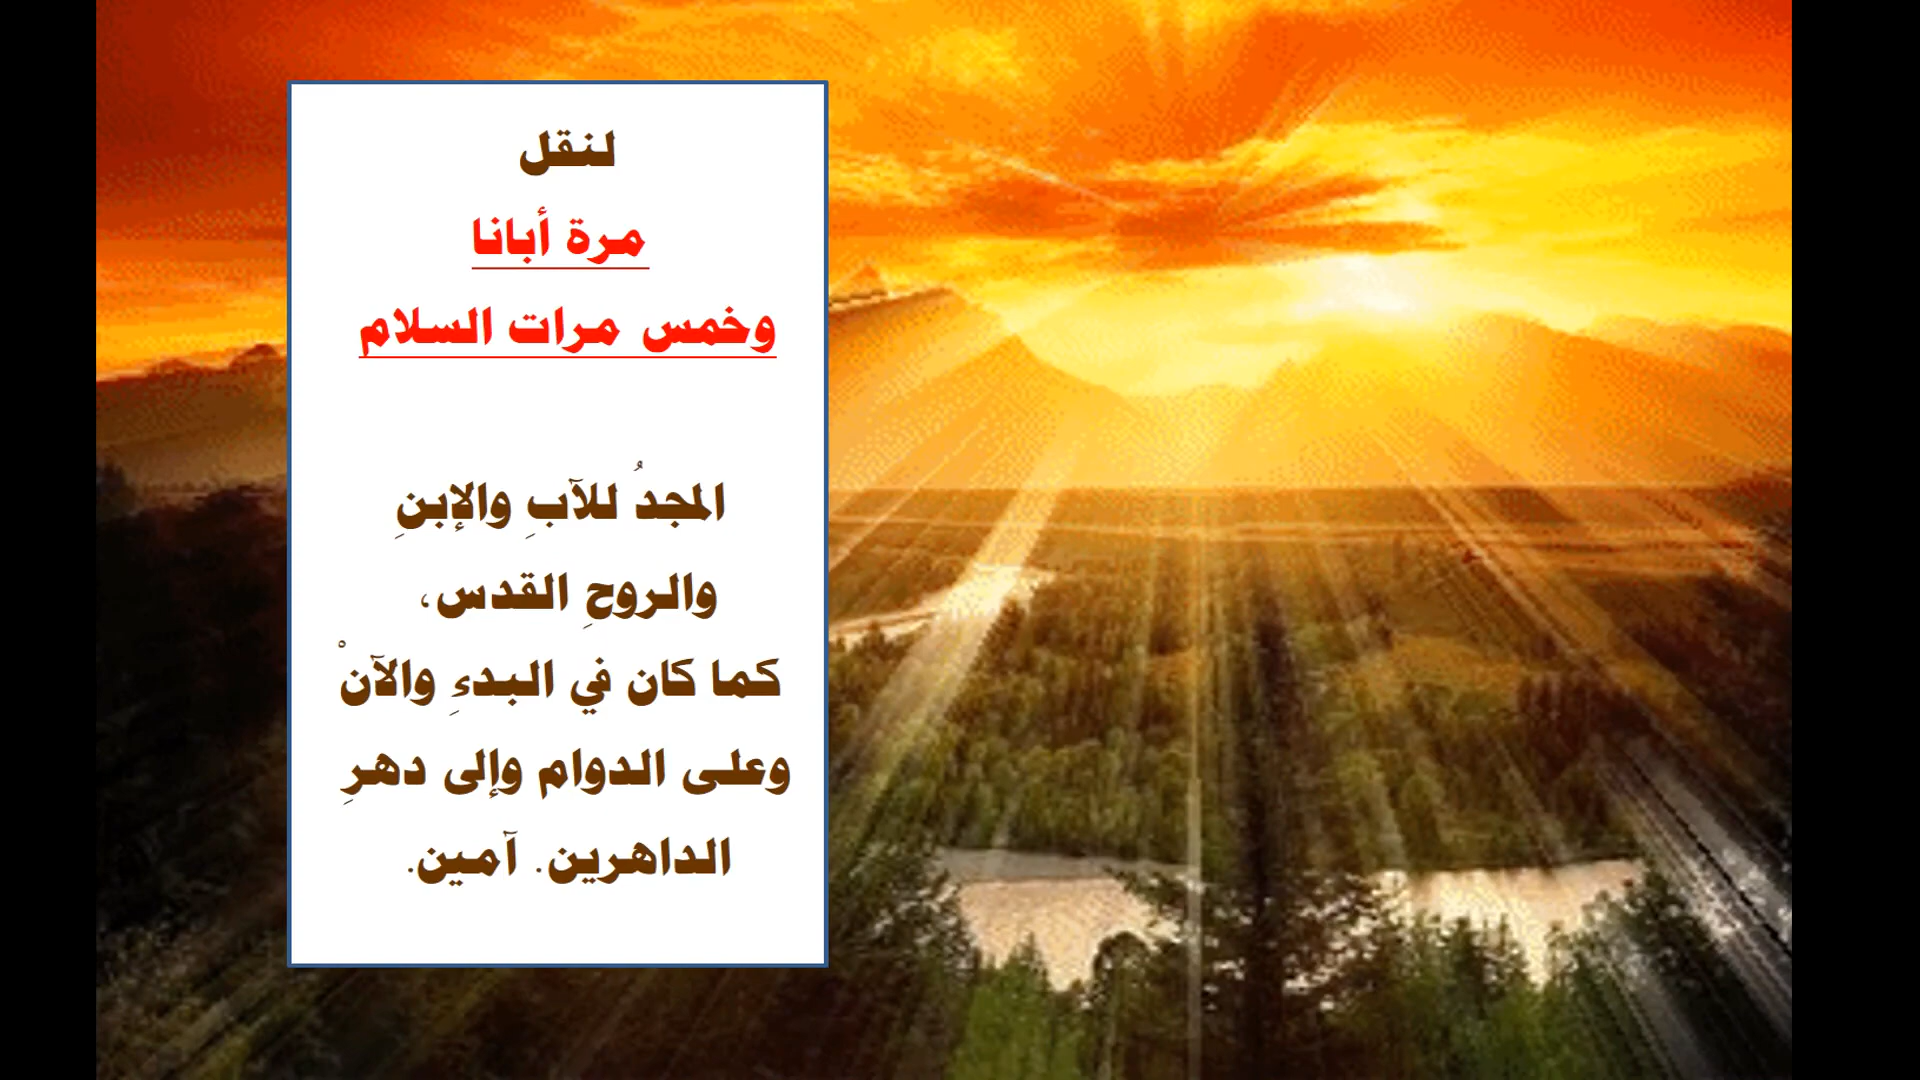 لنقل
مرة أبانا
وخمس مرات السلام
المجدُ للآبِ والإبنِ
والروحِ القدس،
كما كان في البدءِ والآنْ
وعلى الدوام وإلى دهرِ
الداهرين. آمين.